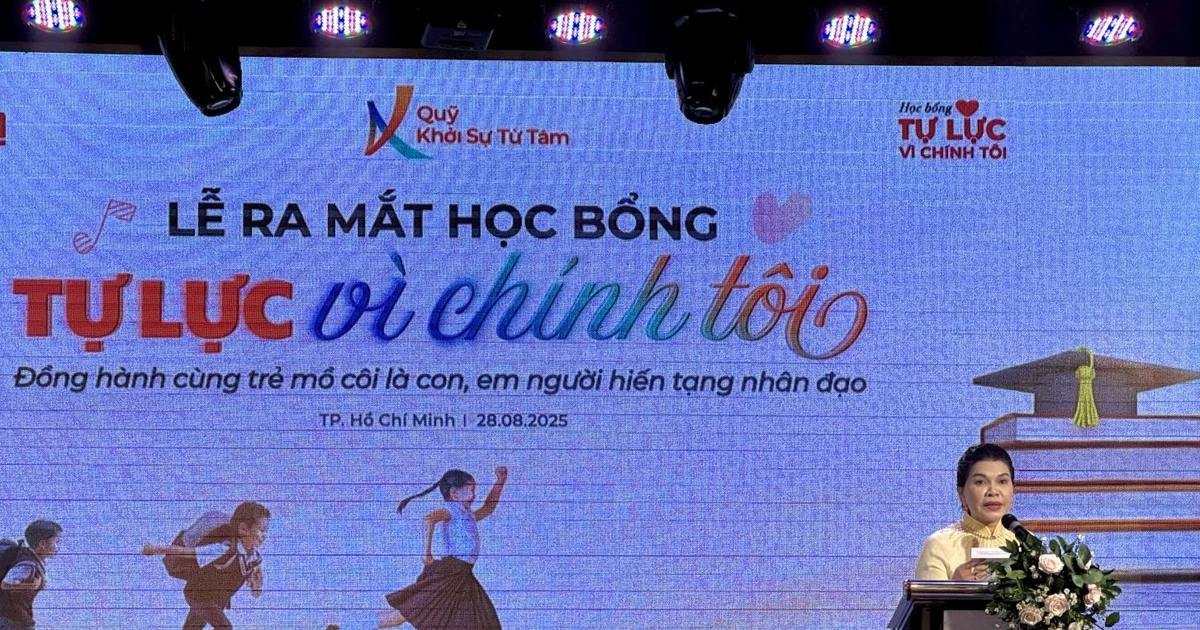 Quỹ
Khởi Sự Từ Tâm
Học bổng
TỰ LỰC
VÌ CHÍNH TÔI
LỄ RA MẮT HỌC BỔNG
TỰ LỰC vì chính tôi
Đồng hành cùng trẻ mồ côi là con, em người hiến tạng nhân đạo
TP. Hồ Chí Minh | 28.08.2025